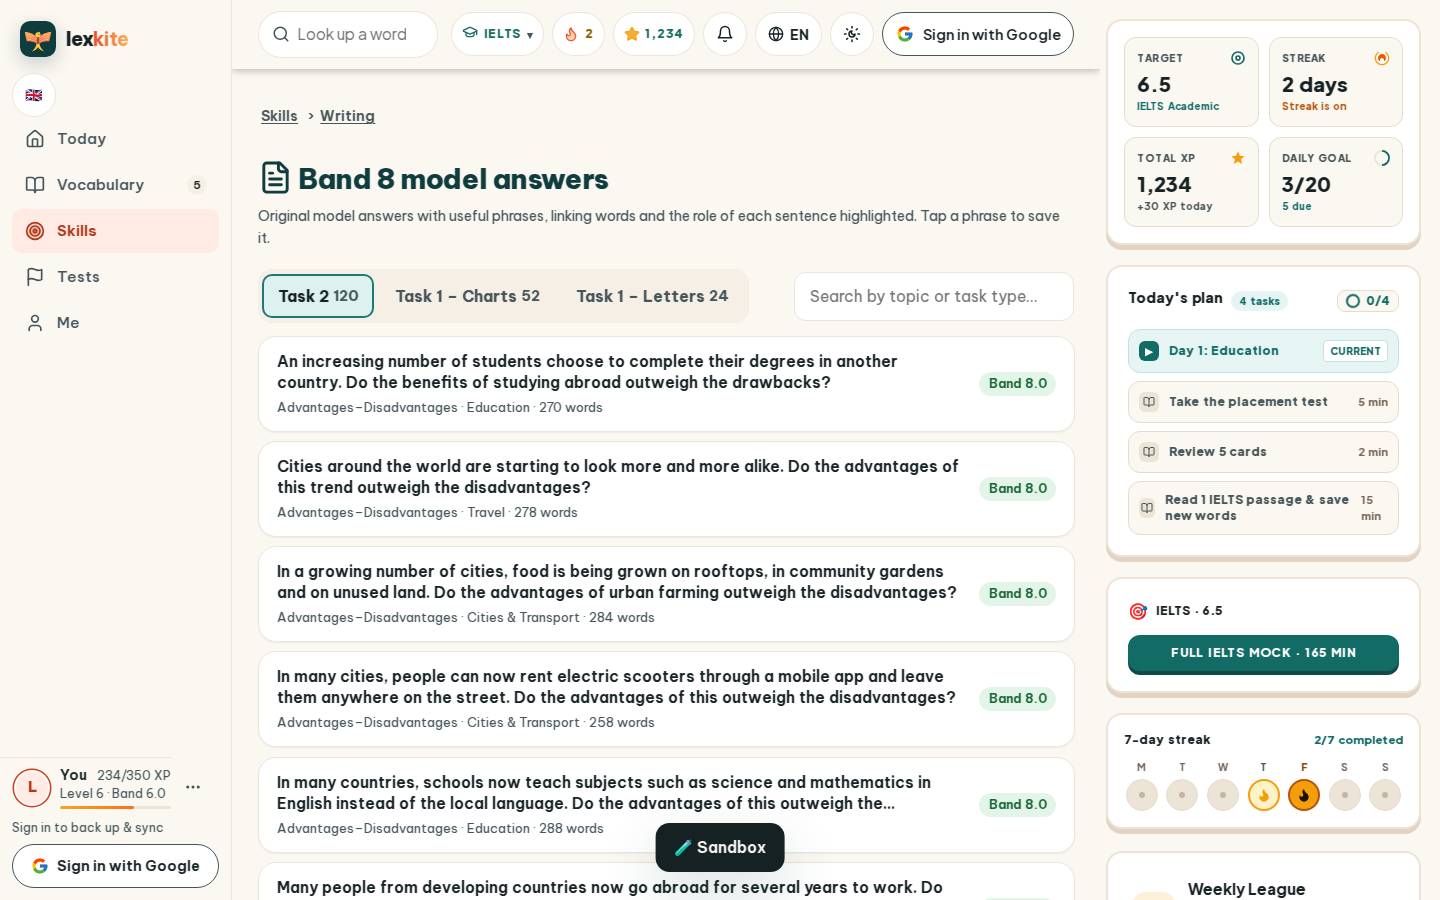 lexkite
Today
Vocabulary 5
Skills
Tests
Me
L
You 234/350 XP
Level 6 · Band 6.0
Sign in to back up & sync
Sign in with Google
Look up a word
IELTS
2
1,234
EN
Sign in with Google
Skills › Writing
Band 8 model answers
Original model answers with useful phrases, linking words and the role of each sentence highlighted. Tap a phrase to save
it.
Task 2 120
Task 1 – Charts 52
Task 1 – Letters 24
Search by topic or task type...
An increasing number of students choose to complete their degrees in another
country. Do the benefits of studying abroad outweigh the drawbacks?
Advantages–Disadvantages · Education · 270 words
Band 8.0
Cities around the world are starting to look more and more alike. Do the advantages of
this trend outweigh the disadvantages?
Advantages–Disadvantages · Travel · 278 words
Band 8.0
In a growing number of cities, food is being grown on rooftops, in community gardens
and on unused land. Do the advantages of urban farming outweigh the disadvantages?
Advantages–Disadvantages · Cities & Transport · 284 words
Band 8.0
In many cities, people can now rent electric scooters through a mobile app and leave
them anywhere on the street. Do the advantages of this outweigh the disadvantages?
Advantages–Disadvantages · Cities & Transport · 258 words
Band 8.0
In many countries, schools now teach subjects such as science and mathematics in
English instead of the local language. Do the advantages of this outweigh the...
Advantages–Disadvantages · Education · 288 words
Band 8.0
Many people from developing countries now go abroad for several years to work. Do
Sandbox
TARGET
6.5
IELTS Academic
STREAK
2 days
Streak is on
TOTAL XP
1,234
+30 XP today
DAILY GOAL
3/20
5 due
Today's plan 4 tasks 0/4
Day 1: Education CURRENT
Take the placement test 5 min
Review 5 cards 2 min
Read 1 IELTS passage & save 15
new words min
IELTS · 6.5
FULL IELTS MOCK · 165 MIN
7-day streak 2/7 completed
M T W T F S S
Weekly League